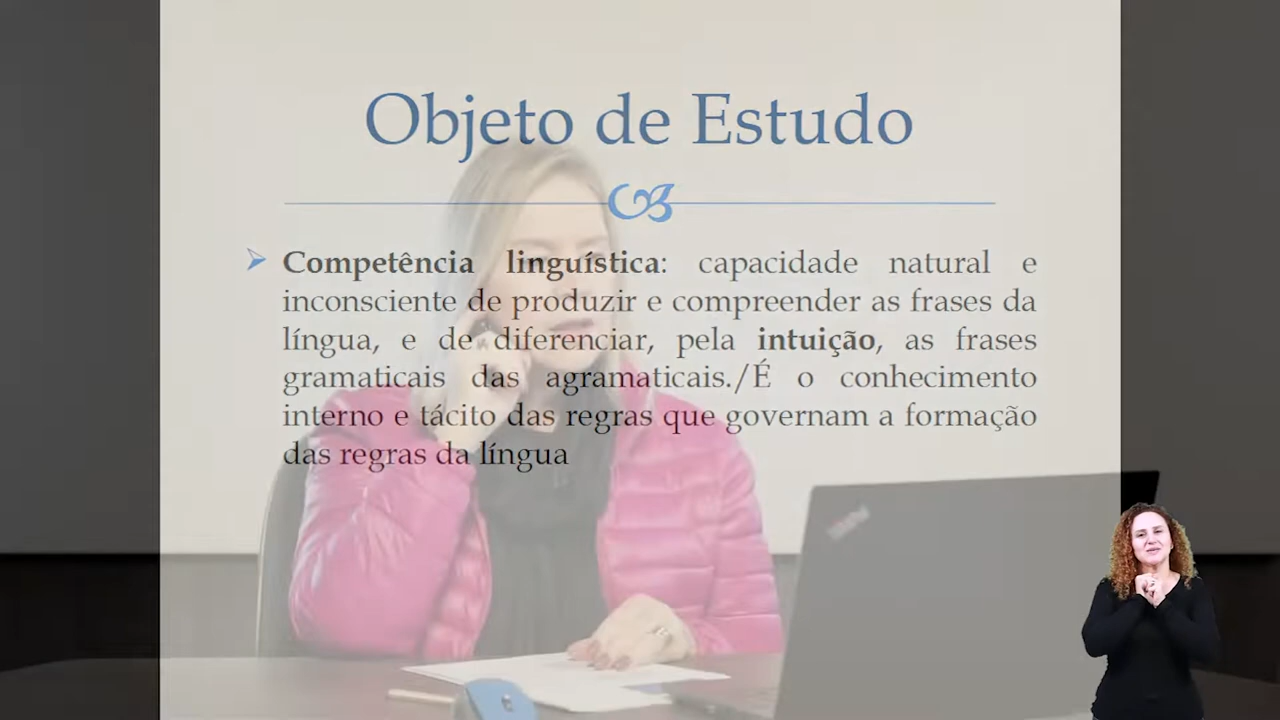 Objeto de Estudo
Competência linguística: capacidade natural e
inconsciente de produzir e compreender as frases da
língua, e de diferenciar, pela intuição, as frases
gramaticais das agramaticais./É o conhecimento
interno e tácito das regras que governam a formação
das regras da língua